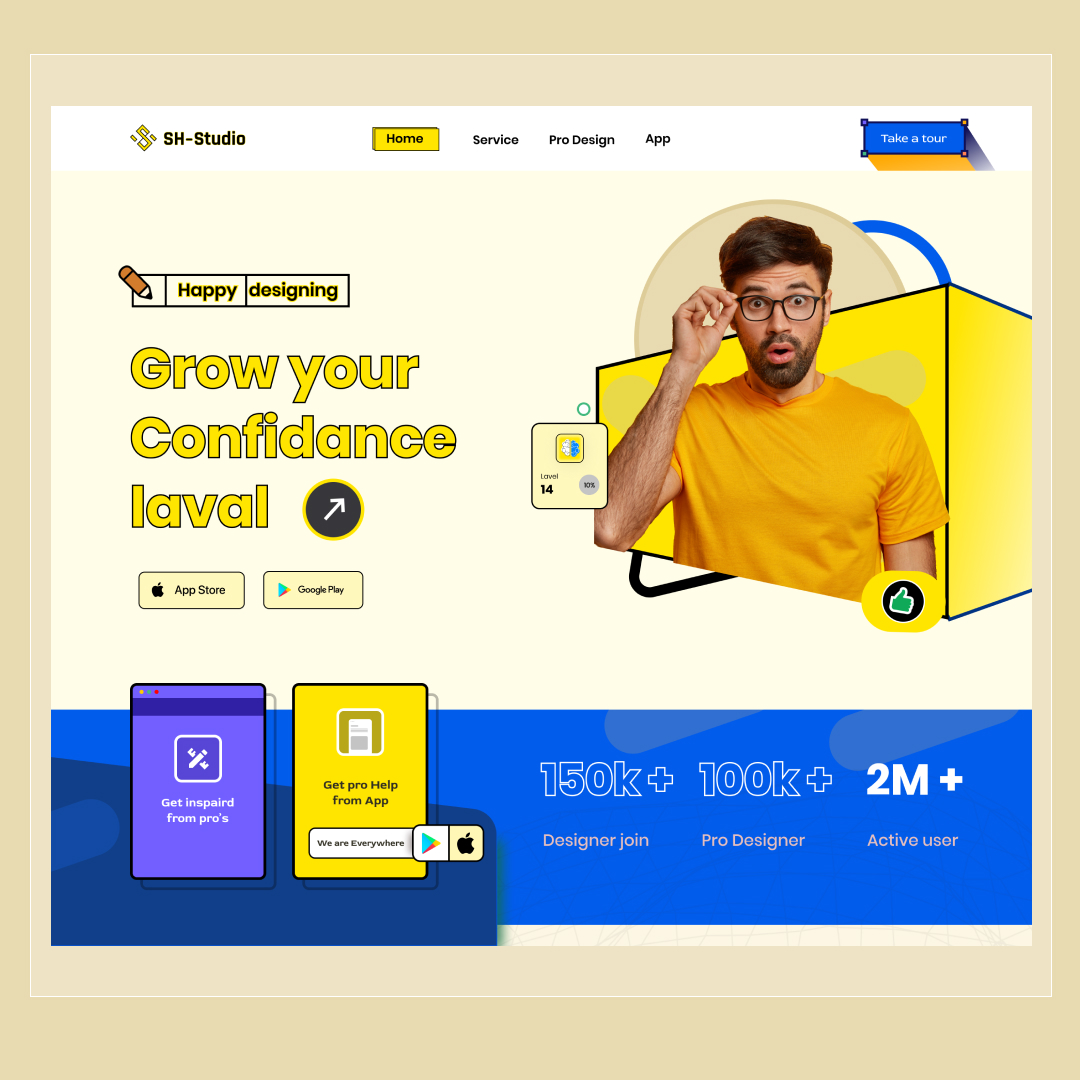 SH-Studio
Home
Service
Pro Design
App
Take a tour
Happy designing
Grow your
Confidance
laval
Lavel
14
10%
App Store
Google Play
Get inspaird
from pro's
Get pro Help
from App
We are Everywhere
150k+
100k+
2M +
Designer join
Pro Designer
Active user